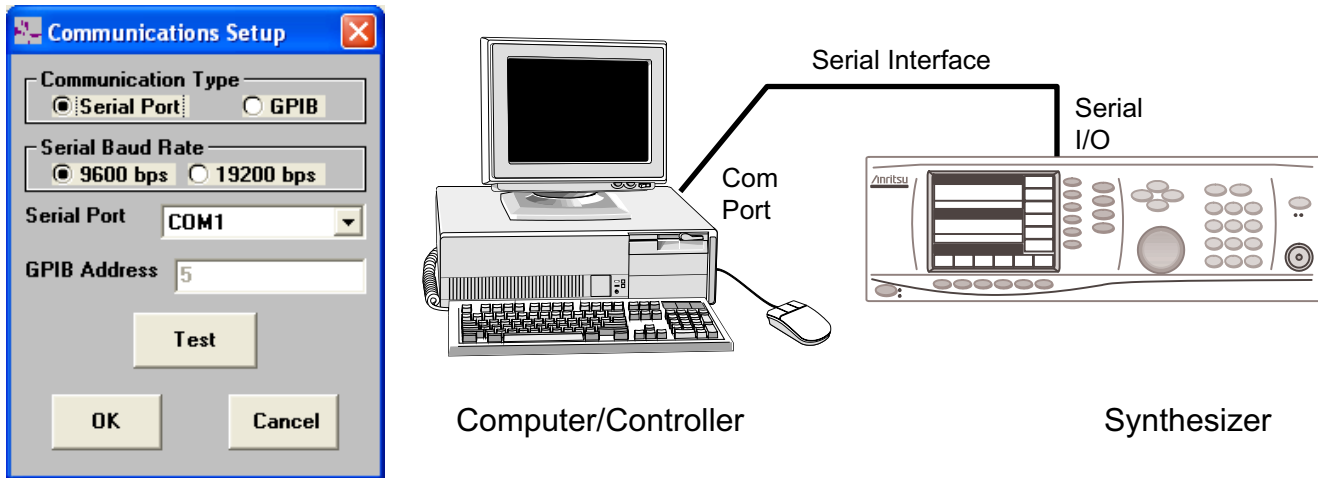 Communications Setup
Communication Type
Serial Port GPIB
Serial Baud Rate
9600 bps 19200 bps
Serial Port COM1
GPIB Address 5
Test
OK Cancel
Serial Interface
Serial
I/O
Com
Port
Anritsu
Computer/Controller
Synthesizer